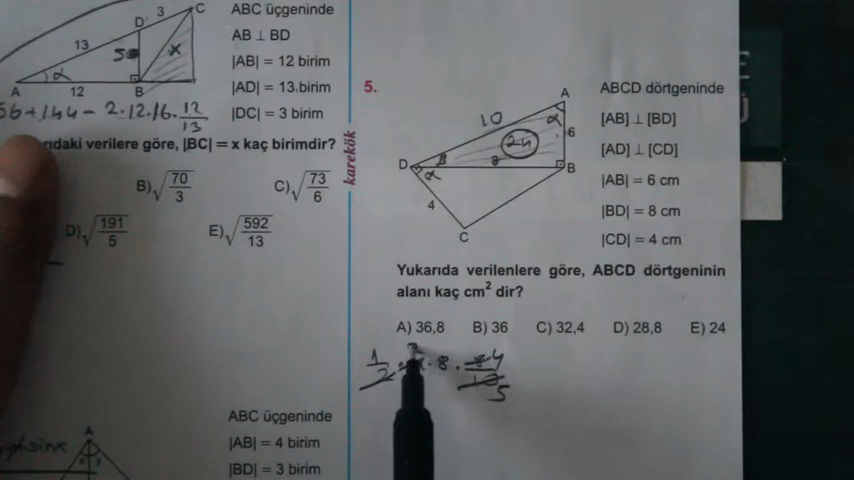 3
C
D
13
5
x
α
A
12
B
56+144-2.12.16.12/13
ABC üçgeninde
AB ⊥ BD
|AB| = 12 birim
|AD| = 13 birim
|DC| = 3 birim
ndaki verilere göre, |BC| = x kaç birimdir?
B) √70/3
C) √73/6
D) √191/5
E) √592/13
karekök
5.
A
10
α
6
24
D
β
8
B
α
4
C
ABCD dörtgeninde
[AB] ⊥ [BD]
[AD] ⊥ [CD]
|AB| = 6 cm
|BD| = 8 cm
|CD| = 4 cm
Yukarıda verilenlere göre, ABCD dörtgeninin
alanı kaç cm² dir?
A) 36,8 B) 36 C) 32,4 D) 28,8 E) 24
ABC üçgeninde
|AB| = 4 birim
|BD| = 3 birim
A
x y